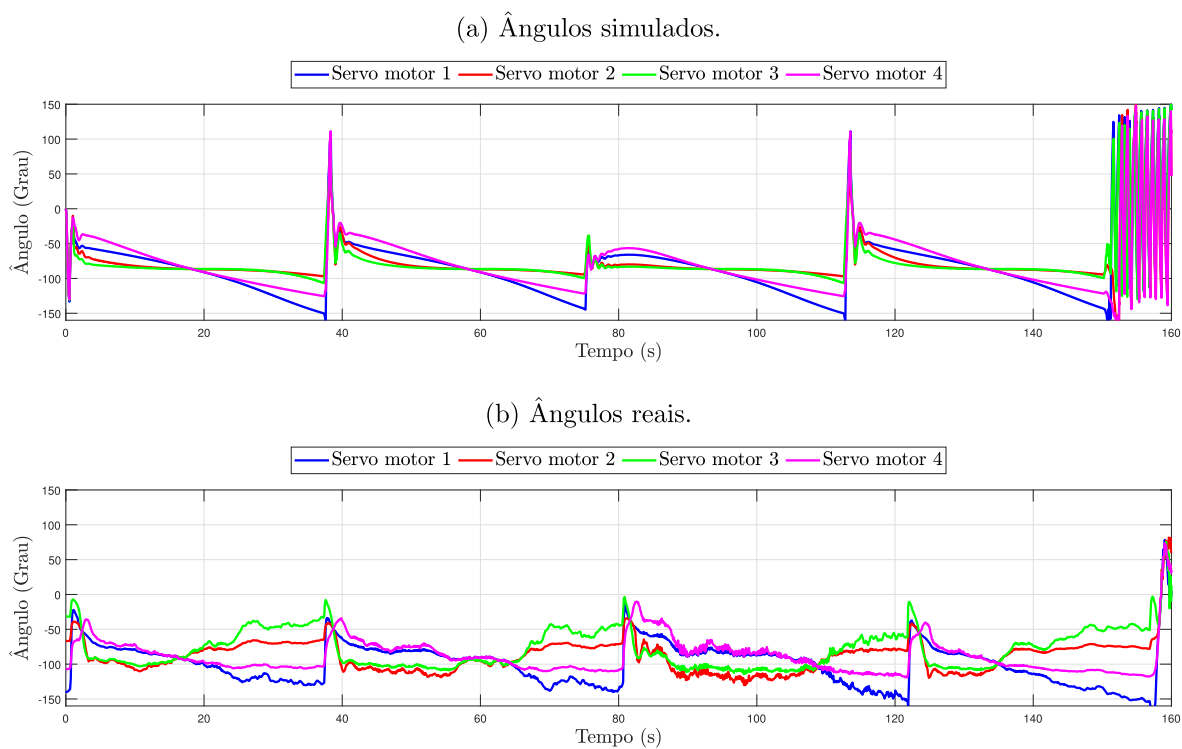 (a) Ângulos simulados.
Servo motor 1 Servo motor 2 Servo motor 3 Servo motor 4
150
100
50
0
-50
-100
-150
Ângulo (Grau)
0 20 40 60 80 100 120 140 160
Tempo (s)
(b) Ângulos reais.
Servo motor 1 Servo motor 2 Servo motor 3 Servo motor 4
150
100
50
0
-50
-100
-150
Ângulo (Grau)
0 20 40 60 80 100 120 140 160
Tempo (s)